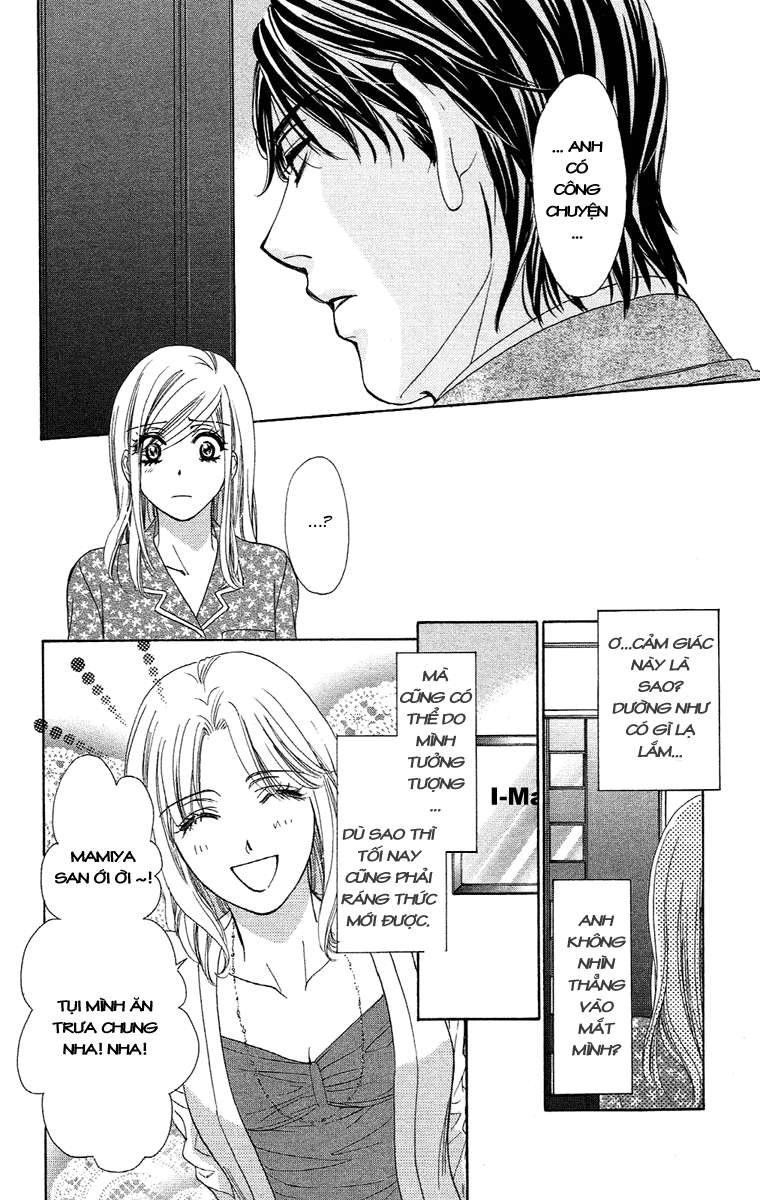 ... ANH
CÓ
CÔNG
CHUYỆN
...
...?
Ơ...CẢM GIÁC
NÀY LÀ
SAO?
DƯỜNG NHƯ
CÓ GÌ LẠ
LẮM...
ANH
KHÔNG
NHÌN
THẲNG
VÀO
MẮT
MÌNH?
MÀ
CŨNG CÓ
THỂ DO
MÌNH
TƯỞNG
TƯỢNG
...
DÙ SAO THÌ
TỐI NAY
CŨNG PHẢI
RÁNG THỨC
MỚI ĐƯỢC.
I-Ma
MAMIYA
SAN ỚI ỜI ~!
TỤI MÌNH ĂN
TRƯA CHUNG
NHA! NHA!